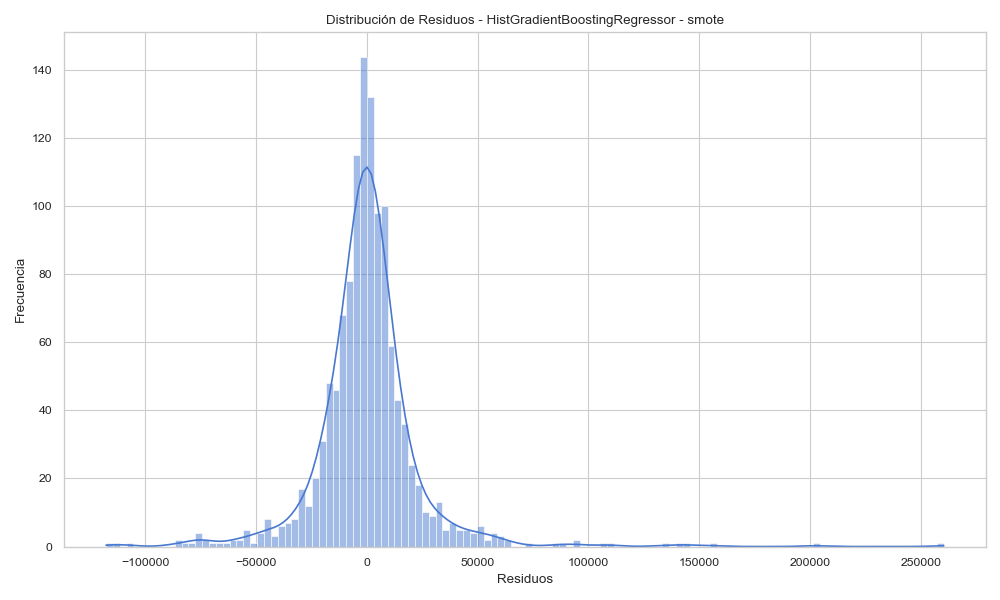 Distribución de Residuos - HistGradientBoostingRegressor - smote
Frecuencia
140
120
100
80
60
40
20
0
−100000 −50000 0 50000 100000 150000 200000 250000
Residuos